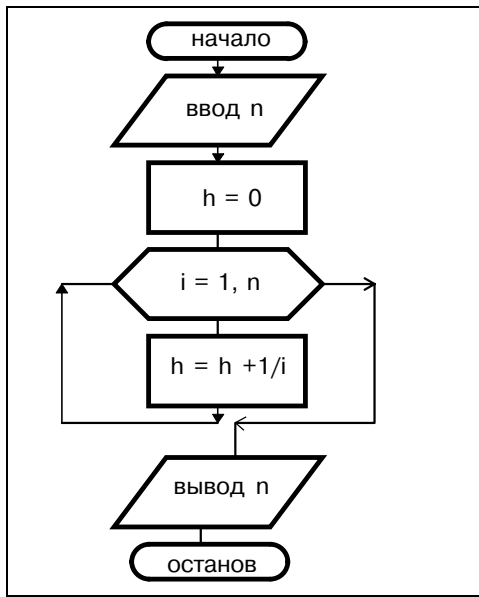 начало
ввод n
h = 0
i = 1, n
h = h +1/i
вывод n
останов